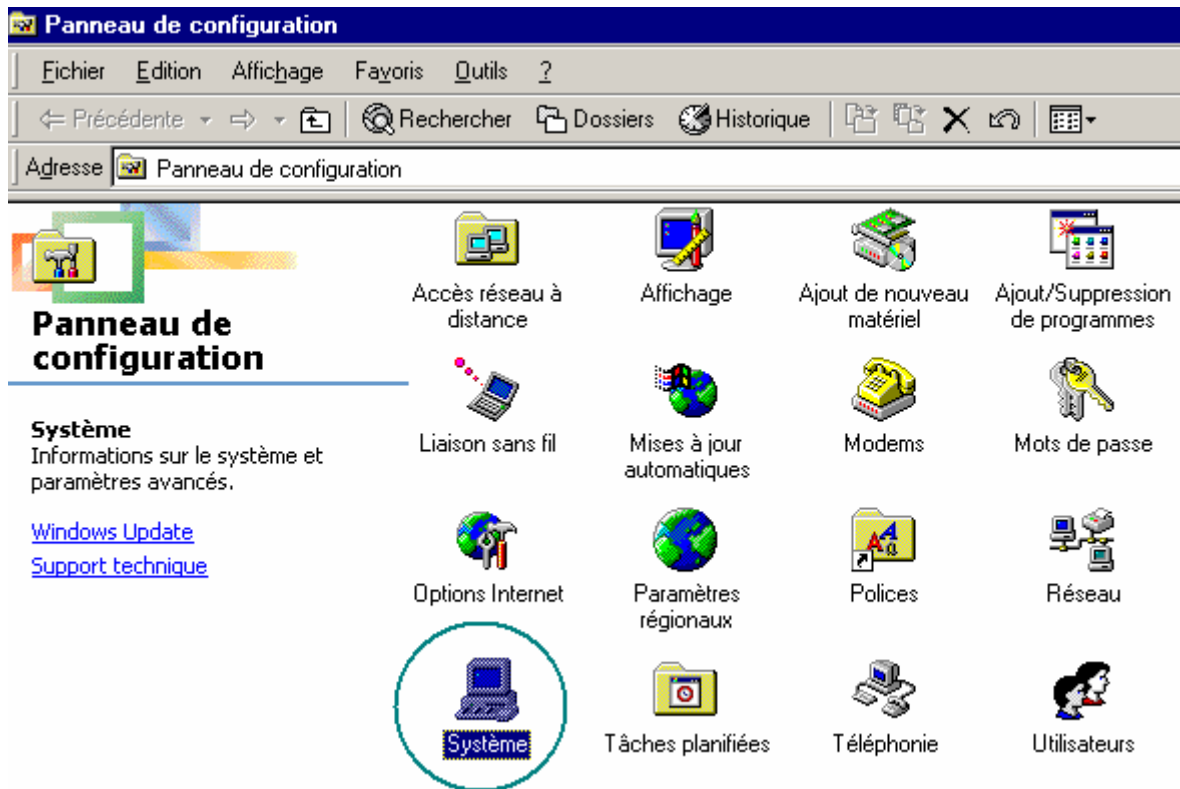 Panneau de configuration
Fichier Edition Affichage Favoris Outils ?
Précédente Rechercher Dossiers Historique
Adresse Panneau de configuration
Panneau de
configuration
Système
Informations sur le système et
paramètres avancés.
Windows Update
Support technique
Accès réseau à
distance
Affichage
Ajout de nouveau
matériel
Ajout/Suppression
de programmes
Liaison sans fil
Mises à jour
automatiques
Modems
Mots de passe
Options Internet
Paramètres
régionaux
Polices
Réseau
Système
Tâches planifiées
Téléphonie
Utilisateurs